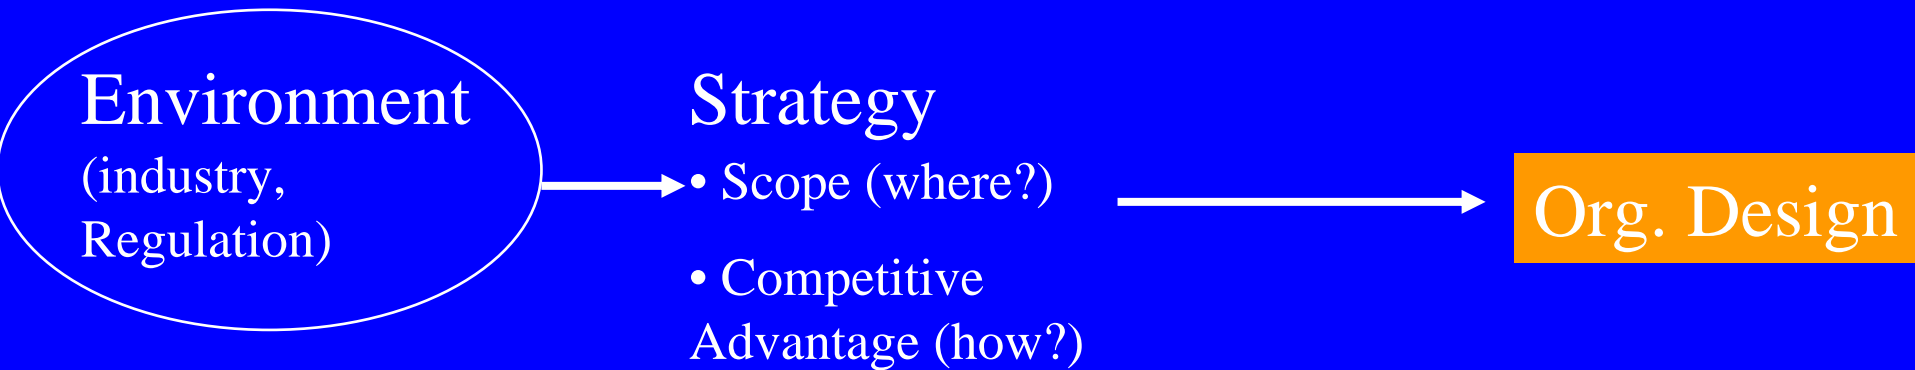 Environment
(industry,
Regulation)
Strategy
• Scope (where?)
• Competitive
Advantage (how?)
Org. Design